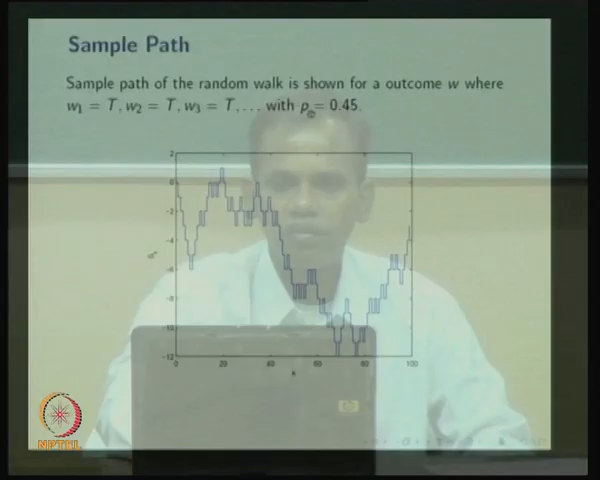 Sample Path
Sample path of the random walk is shown for a outcome w where
w₁ = T, w₂ = T, w₃ = T, . . . with p = 0.45.
2
0
-2
-4
-6
-8
-10
-12
0 20 40 60 80 100
k
hp
NPTEL